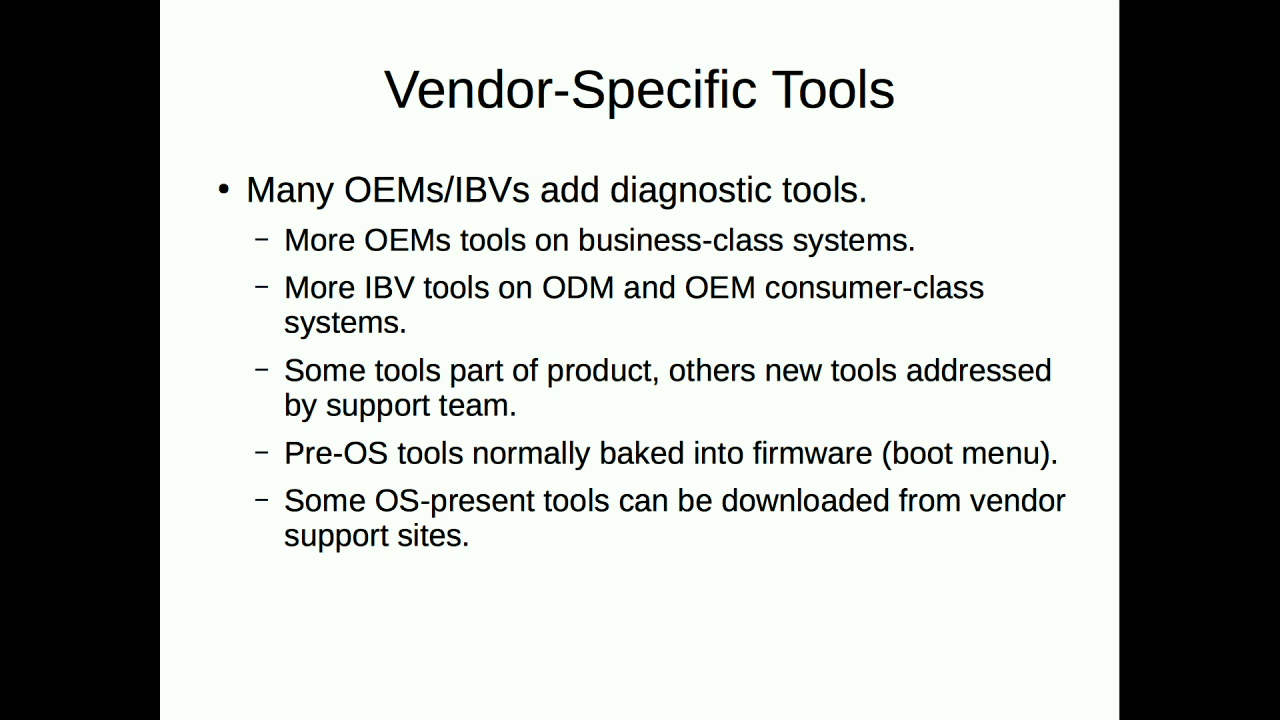 Vendor-Specific Tools
• Many OEMs/IBVs add diagnostic tools.
– More OEMs tools on business-class systems.
– More IBV tools on ODM and OEM consumer-class
systems.
– Some tools part of product, others new tools addressed
by support team.
– Pre-OS tools normally baked into firmware (boot menu).
– Some OS-present tools can be downloaded from vendor
support sites.